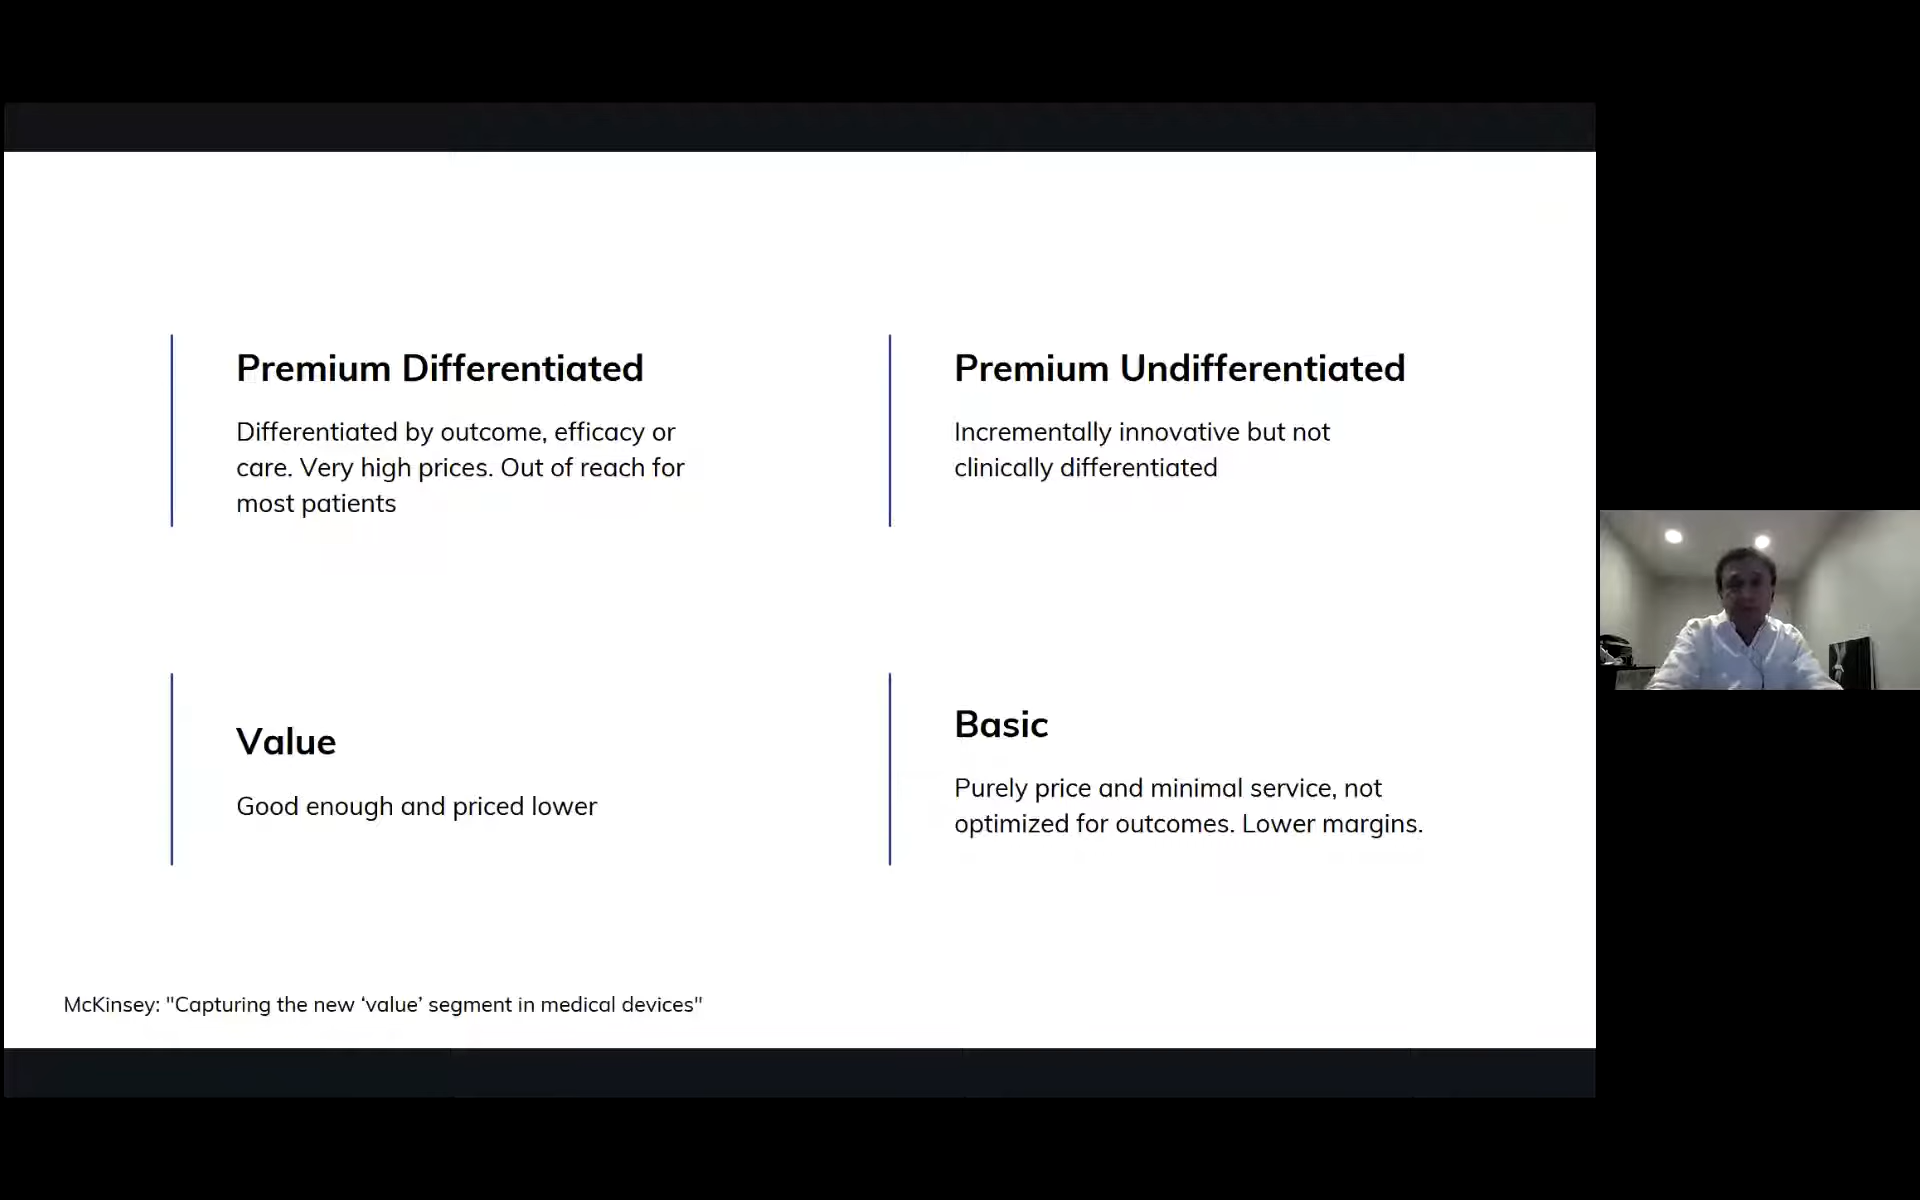 Premium Differentiated
Differentiated by outcome, efficacy or
care. Very high prices. Out of reach for
most patients
Premium Undifferentiated
Incrementally innovative but not
clinically differentiated
Value
Good enough and priced lower
Basic
Purely price and minimal service, not
optimized for outcomes. Lower margins.
McKinsey: "Capturing the new ‘value’ segment in medical devices"